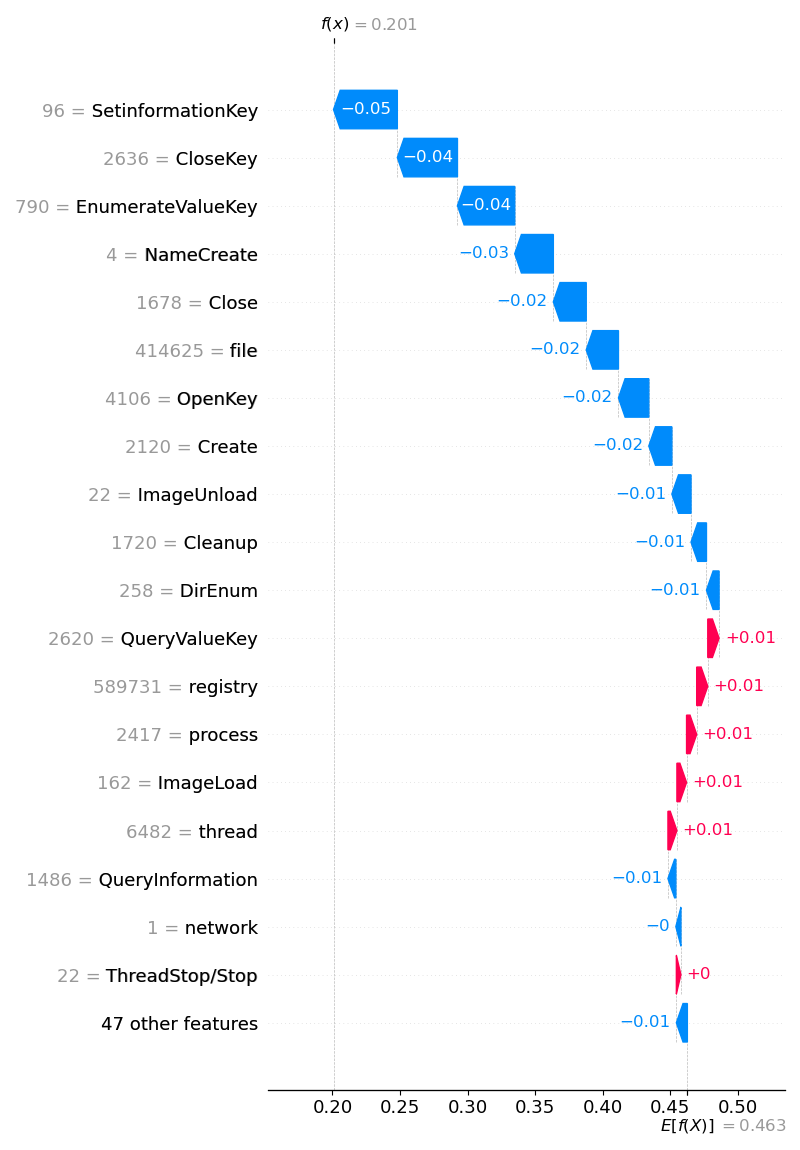 f(x) = 0.201
96 = SetinformationKey −0.05
2636 = CloseKey −0.04
790 = EnumerateValueKey −0.04
4 = NameCreate −0.03
1678 = Close −0.02
414625 = file −0.02
4106 = OpenKey −0.02
2120 = Create −0.02
22 = ImageUnload −0.01
1720 = Cleanup −0.01
258 = DirEnum −0.01
2620 = QueryValueKey +0.01
589731 = registry +0.01
2417 = process +0.01
162 = ImageLoad +0.01
6482 = thread +0.01
1486 = QueryInformation −0.01
1 = network −0
22 = ThreadStop/Stop +0
47 other features −0.01
0.20 0.25 0.30 0.35 0.40 0.45 0.50
E[f(X)] = 0.463